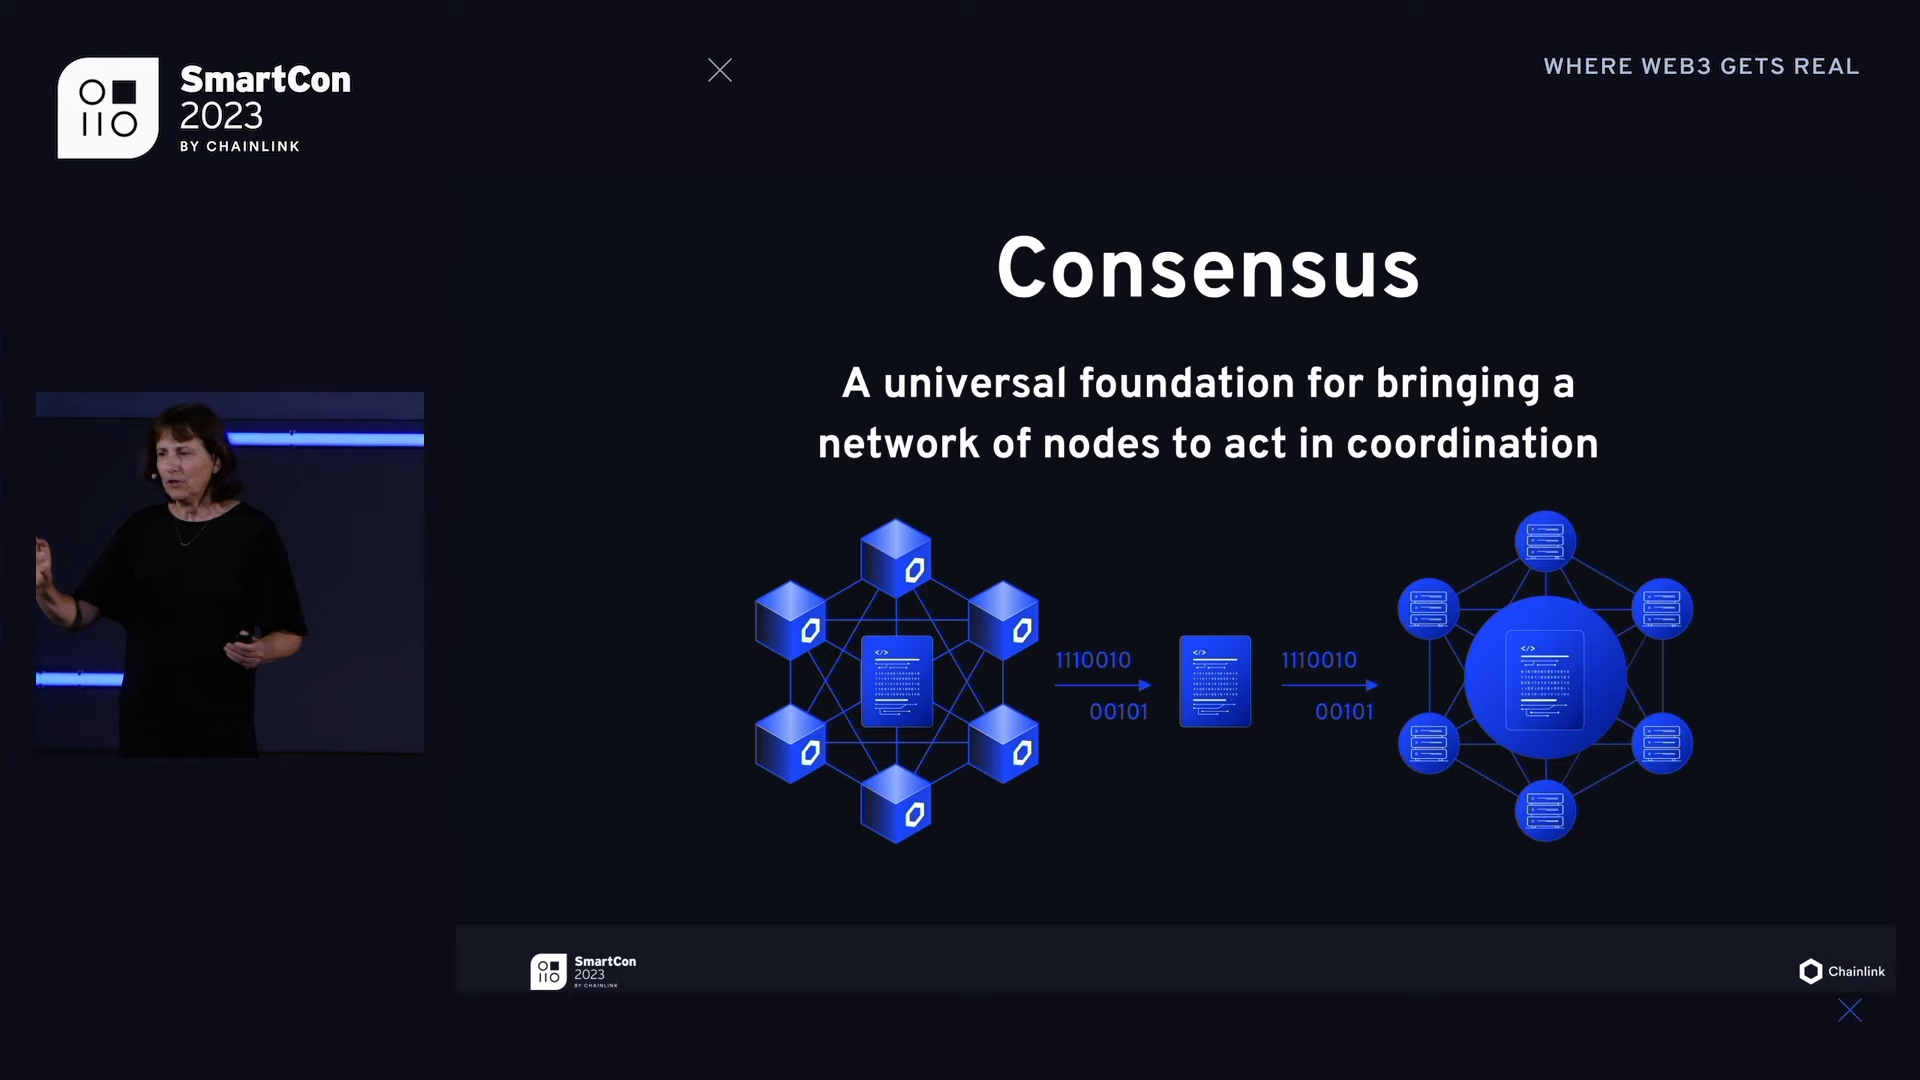 SmartCon
2023
BY CHAINLINK
WHERE WEB3 GETS REAL
Consensus
A universal foundation for bringing a
network of nodes to act in coordination
</>
1110010
00101
</>
1110010
00101
</>
SmartCon
2023
BY CHAINLINK
Chainlink